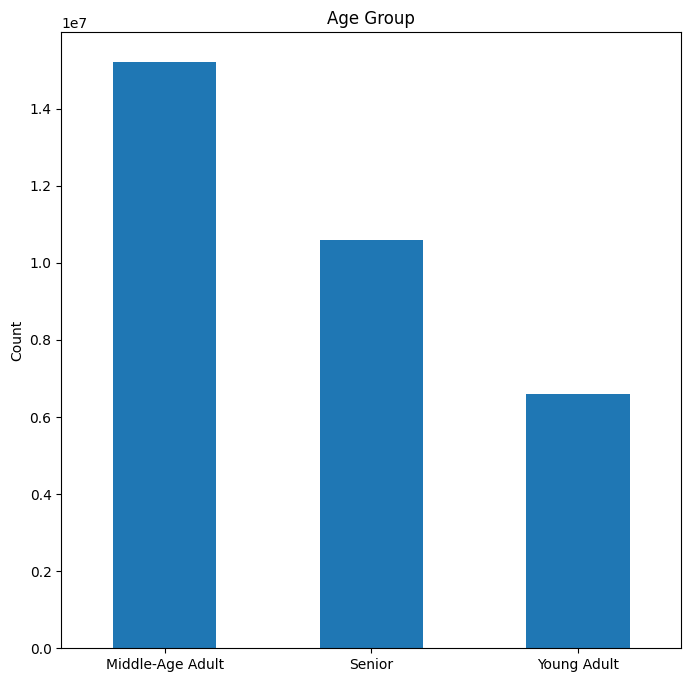 Age Group
1e7
1.4
1.2
1.0
0.8
0.6
0.4
0.2
0.0
Count
Middle-Age Adult
Senior
Young Adult